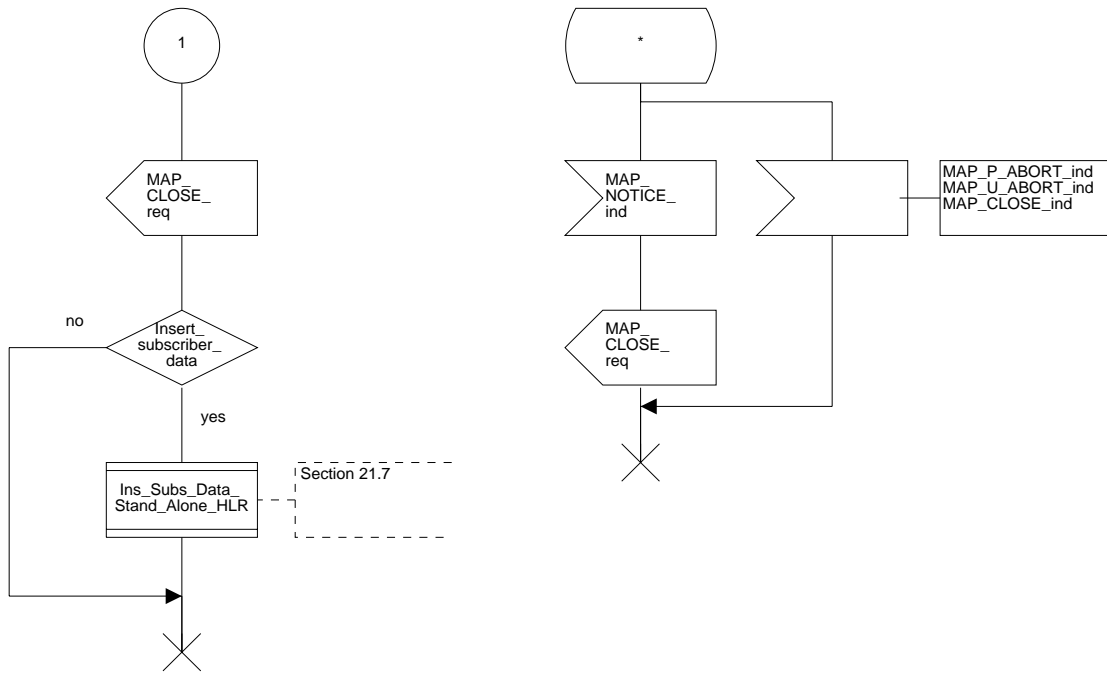 1
MAP_
CLOSE_
req
no
Insert_
subscriber_
data
yes
Ins_Subs_Data_
Stand_Alone_HLR
Section 21.7
*
MAP_
NOTICE_
ind
MAP_P_ABORT_ind
MAP_U_ABORT_ind
MAP_CLOSE_ind
MAP_
CLOSE_
req